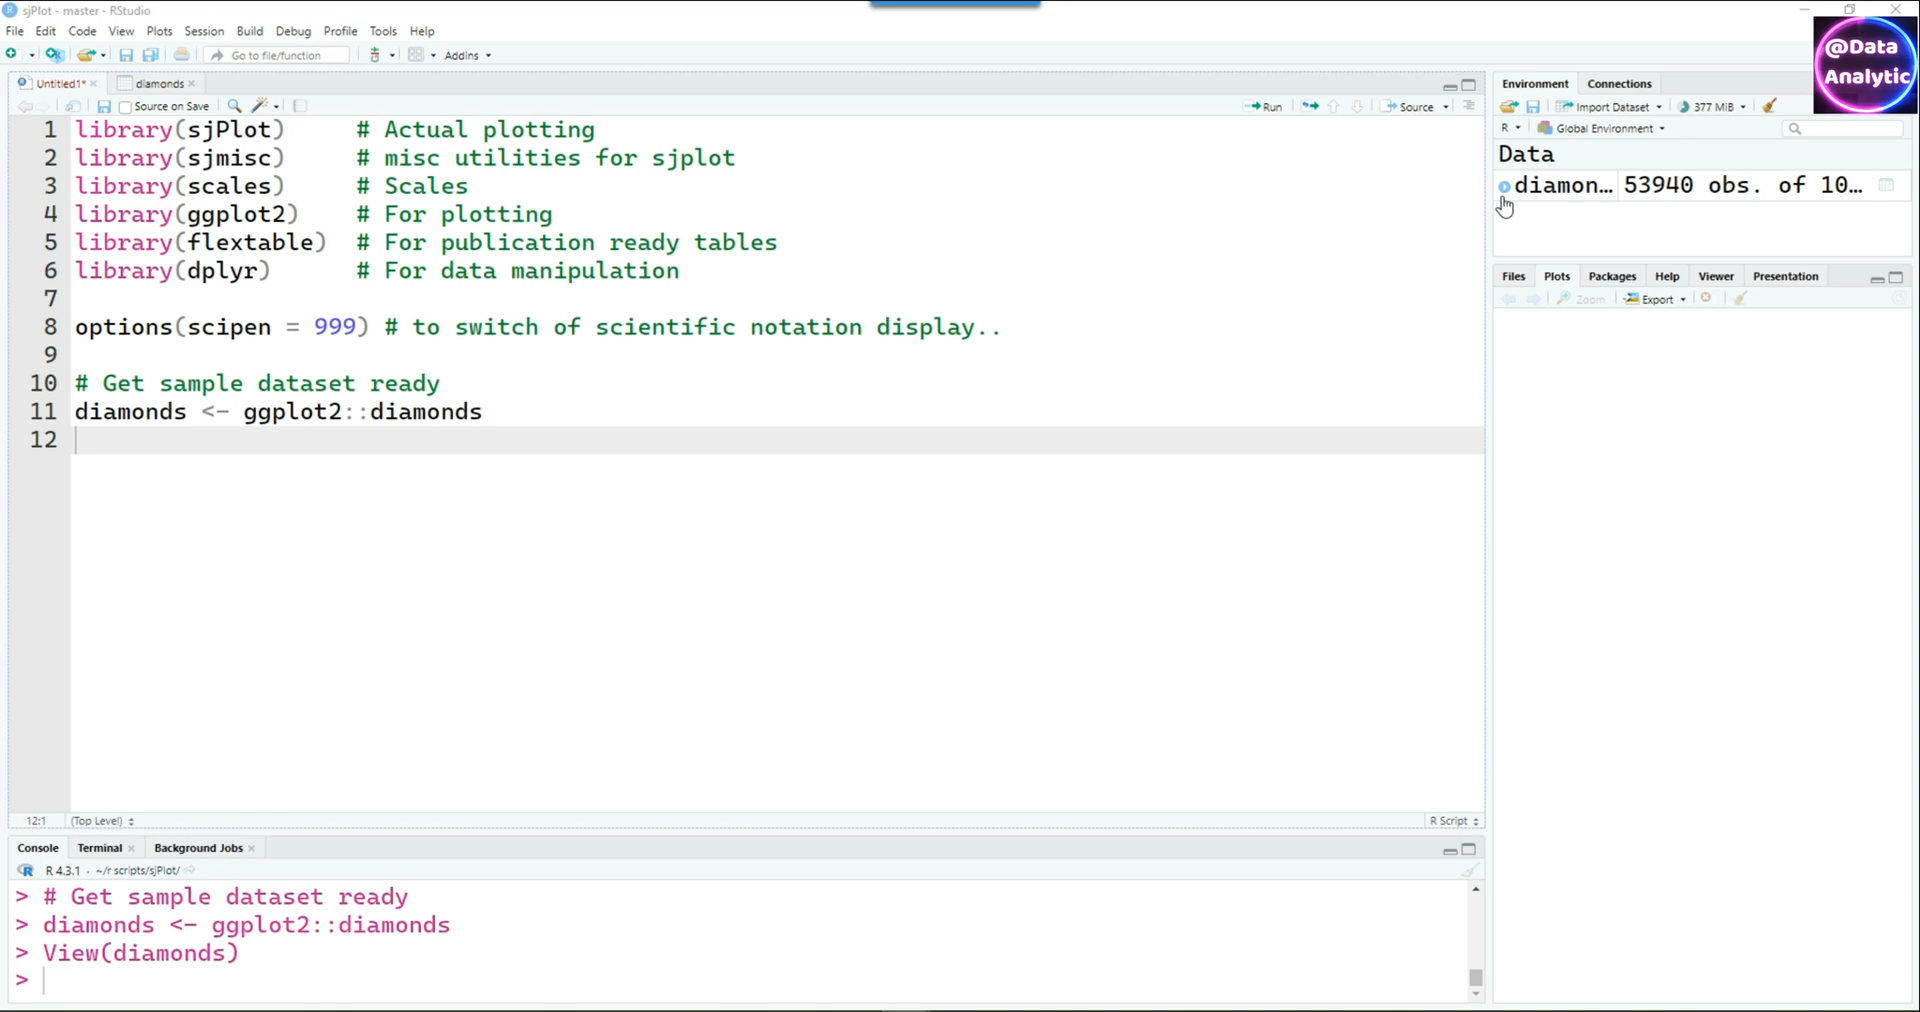 sjPlot - master - RStudio
File Edit Code View Plots Session Build Debug Profile Tools Help
Go to file/function Addins
@Data Analytic
Untitled1* diamonds
Source on Save Run Source
1 library(sjPlot) # Actual plotting
2 library(sjmisc) # misc utilities for sjplot
3 library(scales) # Scales
4 library(ggplot2) # For plotting
5 library(flextable) # For publication ready tables
6 library(dplyr) # For data manipulation
7
8 options(scipen = 999) # to switch of scientific notation display..
9
10 # Get sample dataset ready
11 diamonds <- ggplot2::diamonds
12
12:1 (Top Level) R Script
Console Terminal Background Jobs
R 4.3.1 · ~/r scripts/sjPlot/
> # Get sample dataset ready
> diamonds <- ggplot2::diamonds
> View(diamonds)
>
Environment Connections
Import Dataset 377 MiB
R Global Environment
Data
diamon… 53940 obs. of 10…
Files Plots Packages Help Viewer Presentation
Zoom Export